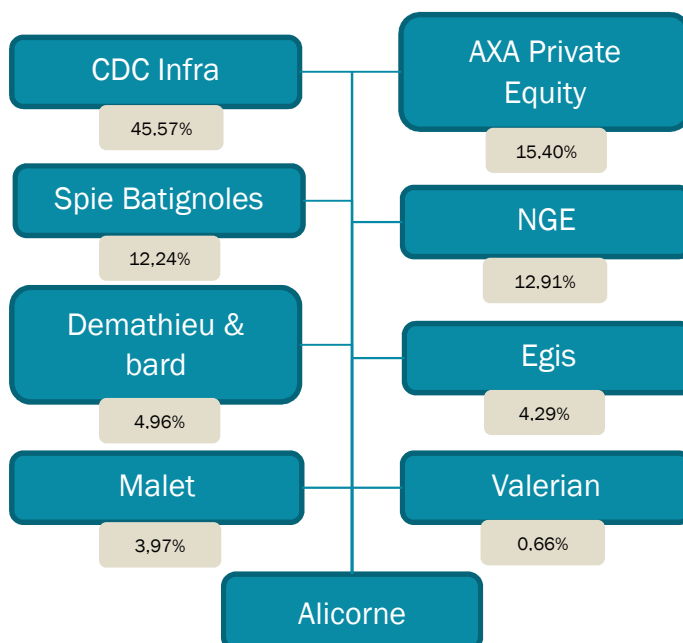 CDC Infra
45,57%
AXA Private
Equity
15.40%
Spie Batignoles
12,24%
NGE
12,91%
Demathieu &
bard
4,96%
Egis
4,29%
Malet
3,97%
Valerian
0.66%
Alicorne